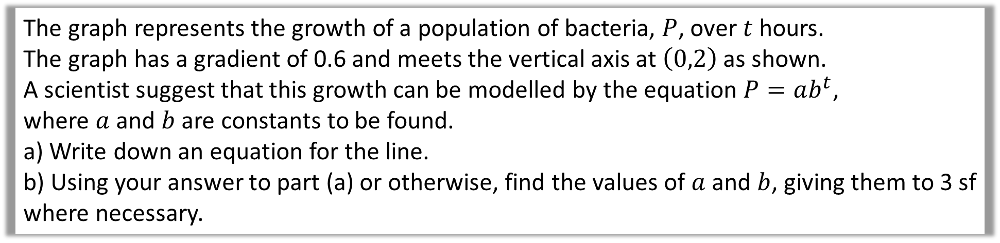 The graph represents the growth of a population of bacteria, P, over t hours.
The graph has a gradient of 0.6 and meets the vertical axis at (0,2) as shown.
A scientist suggest that this growth can be modelled by the equation P = abᵗ,
where a and b are constants to be found.
a) Write down an equation for the line.
b) Using your answer to part (a) or otherwise, find the values of a and b, giving them to 3 sf
where necessary.